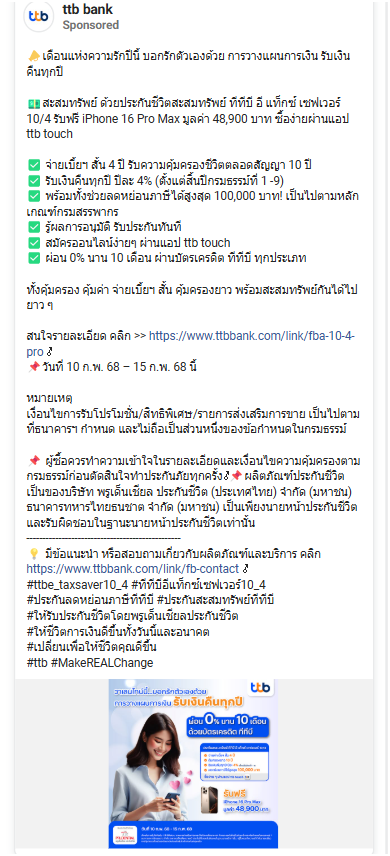 ttb
ttb bank
Sponsored
เดือนแห่งความรักปีนี้ บอกรักตัวเองด้วย การวางแผนการเงิน รับเงิน
คืนทุกปี
สะสมทรัพย์ ด้วยประกันชีวิตสะสมทรัพย์ ทีทีบี อี แท็กซ์ เซฟเวอร์
10/4 รับฟรี iPhone 16 Pro Max มูลค่า 48,900 บาท ซื้อง่ายผ่านแอป
ttb touch
✅ จ่ายเบี้ยฯ สั้น 4 ปี รับความคุ้มครองชีวิตตลอดสัญญา 10 ปี
✅ รับเงินคืนทุกปี ปีละ 4% (ตั้งแต่สิ้นปีกรมธรรม์ที่ 1 -9)
✅ พร้อมทั้งช่วยลดหย่อนภาษีได้สูงสุด 100,000 บาท! เป็นไปตามหลัก
เกณฑ์กรมสรรพากร
✅ รู้ผลการอนุมัติ รับประกันทันที
✅ สมัครออนไลน์ง่ายๆ ผ่านแอป ttb touch
✅ ผ่อน 0% นาน 10 เดือน ผ่านบัตรเครดิต ทีทีบี ทุกประเภท
ทั้งคุ้มครอง คุ้มค่า จ่ายเบี้ยฯ สั้น คุ้มครองยาว พร้อมสะสมทรัพย์กันได้ไป
ยาว ๆ
สนใจรายละเอียด คลิก >> https://www.ttbbank.com/link/fba-10-4-
pro
📌วันที่ 10 ก.พ. 68 – 15 ก.พ. 68 นี้
หมายเหตุ
เงื่อนไขการรับโปรโมชั่น/สิทธิพิเศษ/รายการส่งเสริมการขาย เป็นไปตาม
ที่ธนาคารฯ กำหนด และไม่ถือเป็นส่วนหนึ่งของข้อกำหนดในกรมธรรม์
📌 ผู้ซื้อควรทำความเข้าใจในรายละเอียดและเงื่อนไขความคุ้มครองตาม
กรมธรรม์ก่อนตัดสินใจทำประกันภัยทุกครั้ง📌ผลิตภัณฑ์ประกันชีวิต
เป็นของบริษัท พรูเด็นเชียล ประกันชีวิต (ประเทศไทย) จำกัด (มหาชน)
ธนาคารทหารไทยธนชาต จำกัด (มหาชน) เป็นเพียงนายหน้าประกันชีวิต
และรับผิดชอบในฐานะนายหน้าประกันชีวิตเท่านั้น
------------------------------------------------
💡 มีข้อแนะนำ หรือสอบถามเกี่ยวกับผลิตภัณฑ์และบริการ คลิก
https://www.ttbbank.com/link/fb-contact
#ttbe_taxsaver10_4 #ทีทีบีอีแท็กซ์เซฟเวอร์10_4
#ประกันลดหย่อนภาษีทีทีบี #ประกันสะสมทรัพย์ทีทีบี
#ให้รับประกันชีวิตโดยพรูเด็นเชียลประกันชีวิต
#ให้ชีวิตการเงินดีขึ้นทั้งวันนี้และอนาคต
#เปลี่ยนเพื่อให้ชีวิตคุณดีขึ้น
#ttb #MakeREALChange
วาเลนไทน์นี้...บอกรักตัวเองด้วย
การวางแผนการเงิน รับเงินคืนทุกปี
ttb
ผ่อน 0% นาน 10 เดือน
ด้วยบัตรเครดิต ทีทีบี
รับฟรี
iPhone 16 Pro Max
มูลค่า 48,900 บาท